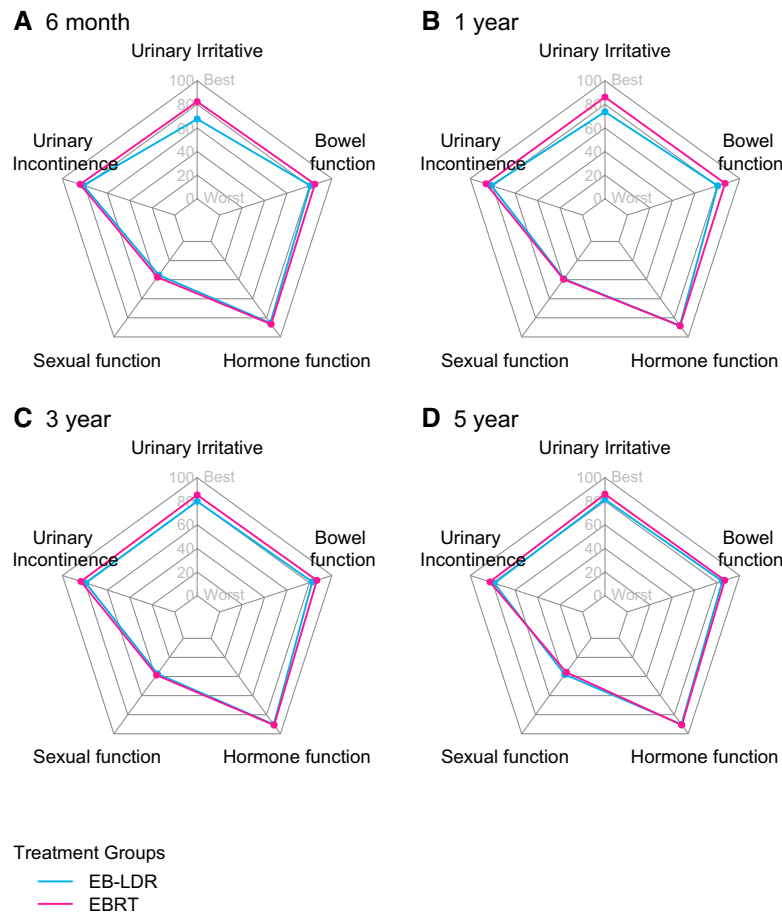 A 6 month
Urinary Irritative
100 Best
80
60
40
20
0 Worst
Urinary
Incontinence
Bowel
function
Sexual function
Hormone function
B 1 year
Urinary Irritative
100 Best
80
60
40
20
0 Worst
Urinary
Incontinence
Bowel
function
Sexual function
Hormone function
C 3 year
Urinary Irritative
100 Best
80
60
40
20
0 Worst
Urinary
Incontinence
Bowel
function
Sexual function
Hormone function
D 5 year
Urinary Irritative
100 Best
80
60
40
20
0 Worst
Urinary
Incontinence
Bowel
function
Sexual function
Hormone function
Treatment Groups
EB-LDR
EBRT